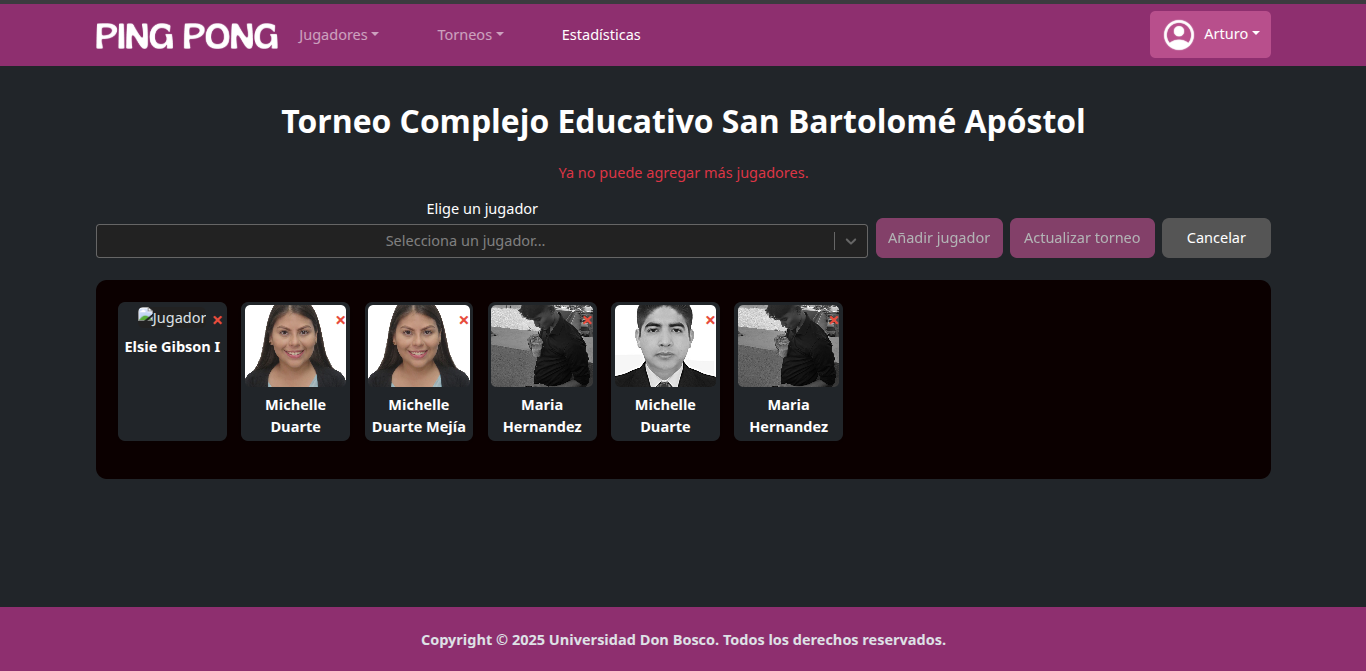 PING PONG Jugadores Torneos Estadísticas Arturo
Torneo Complejo Educativo San Bartolomé Apóstol
Ya no puede agregar más jugadores.
Elige un jugador
Selecciona un jugador... Añadir jugador Actualizar torneo Cancelar
Jugador
Elsie Gibson I
Michelle
Duarte
Michelle
Duarte Mejía
Maria
Hernandez
Michelle
Duarte
Maria
Hernandez
Copyright © 2025 Universidad Don Bosco. Todos los derechos reservados.